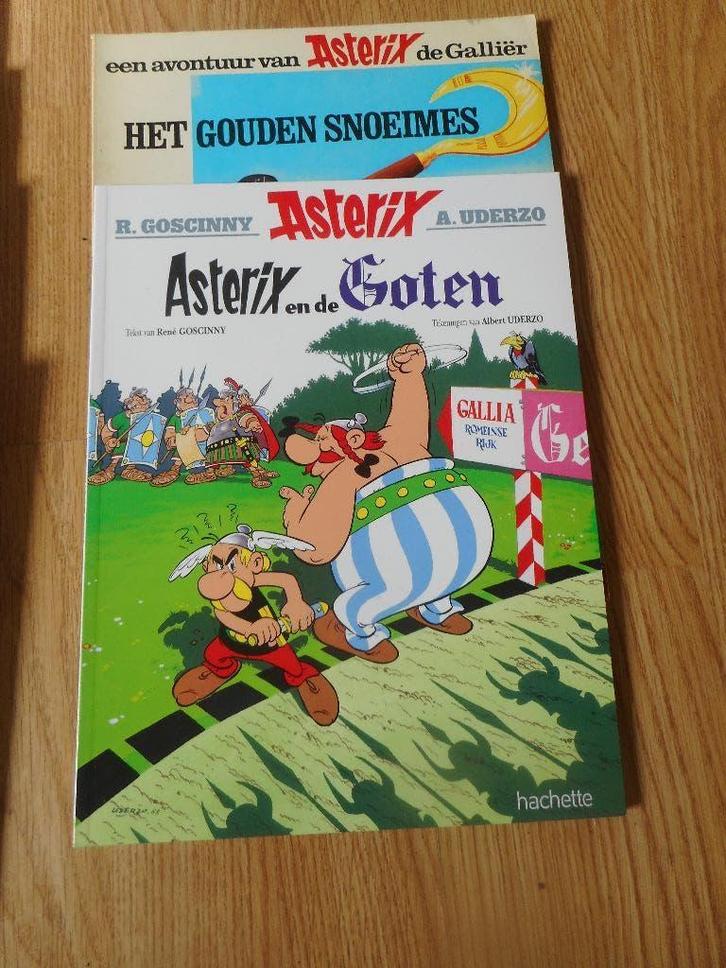 een avontuur van Asterix de Galliër
HET GOUDEN SNOEIMES
R. GOSCINNY Asterix A. UDERZO
Asterix en de Goten
Tekst van René GOSCINNY
Tekeningen van Albert UDERZO
GALLIA
ROMEINSE
RIJK
Ge
UDERZO
hachette